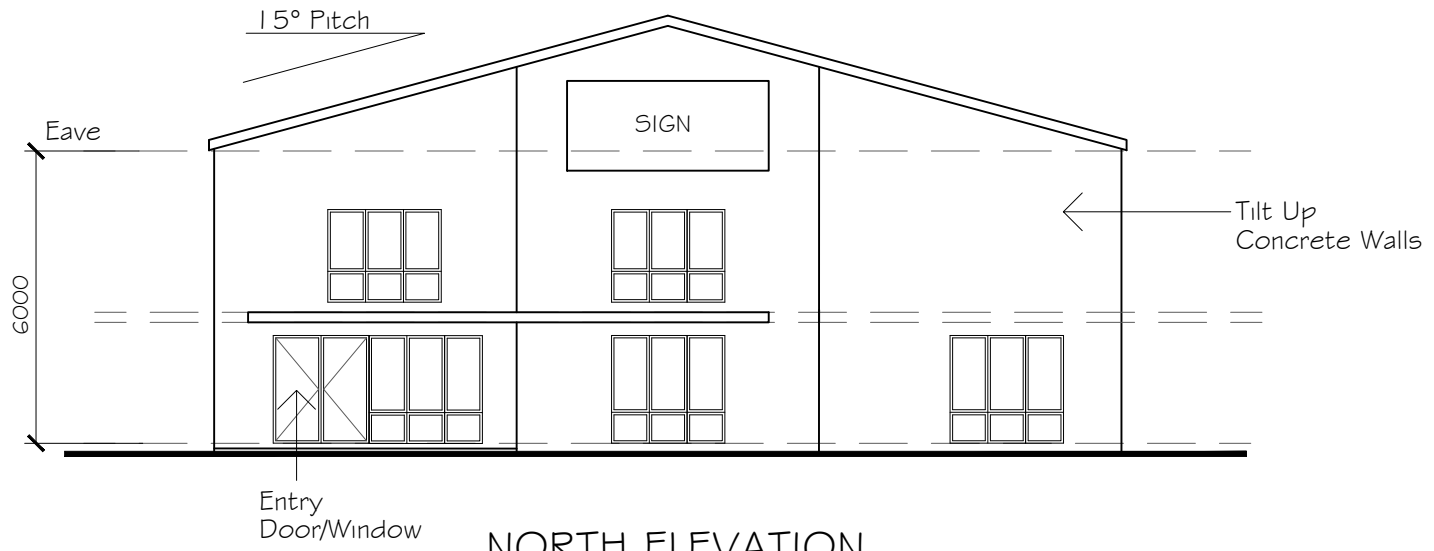 15° Pitch
Eave
SIGN
Tilt Up
Concrete Walls
6000
Entry
Door/Window
NORTH ELEVATION